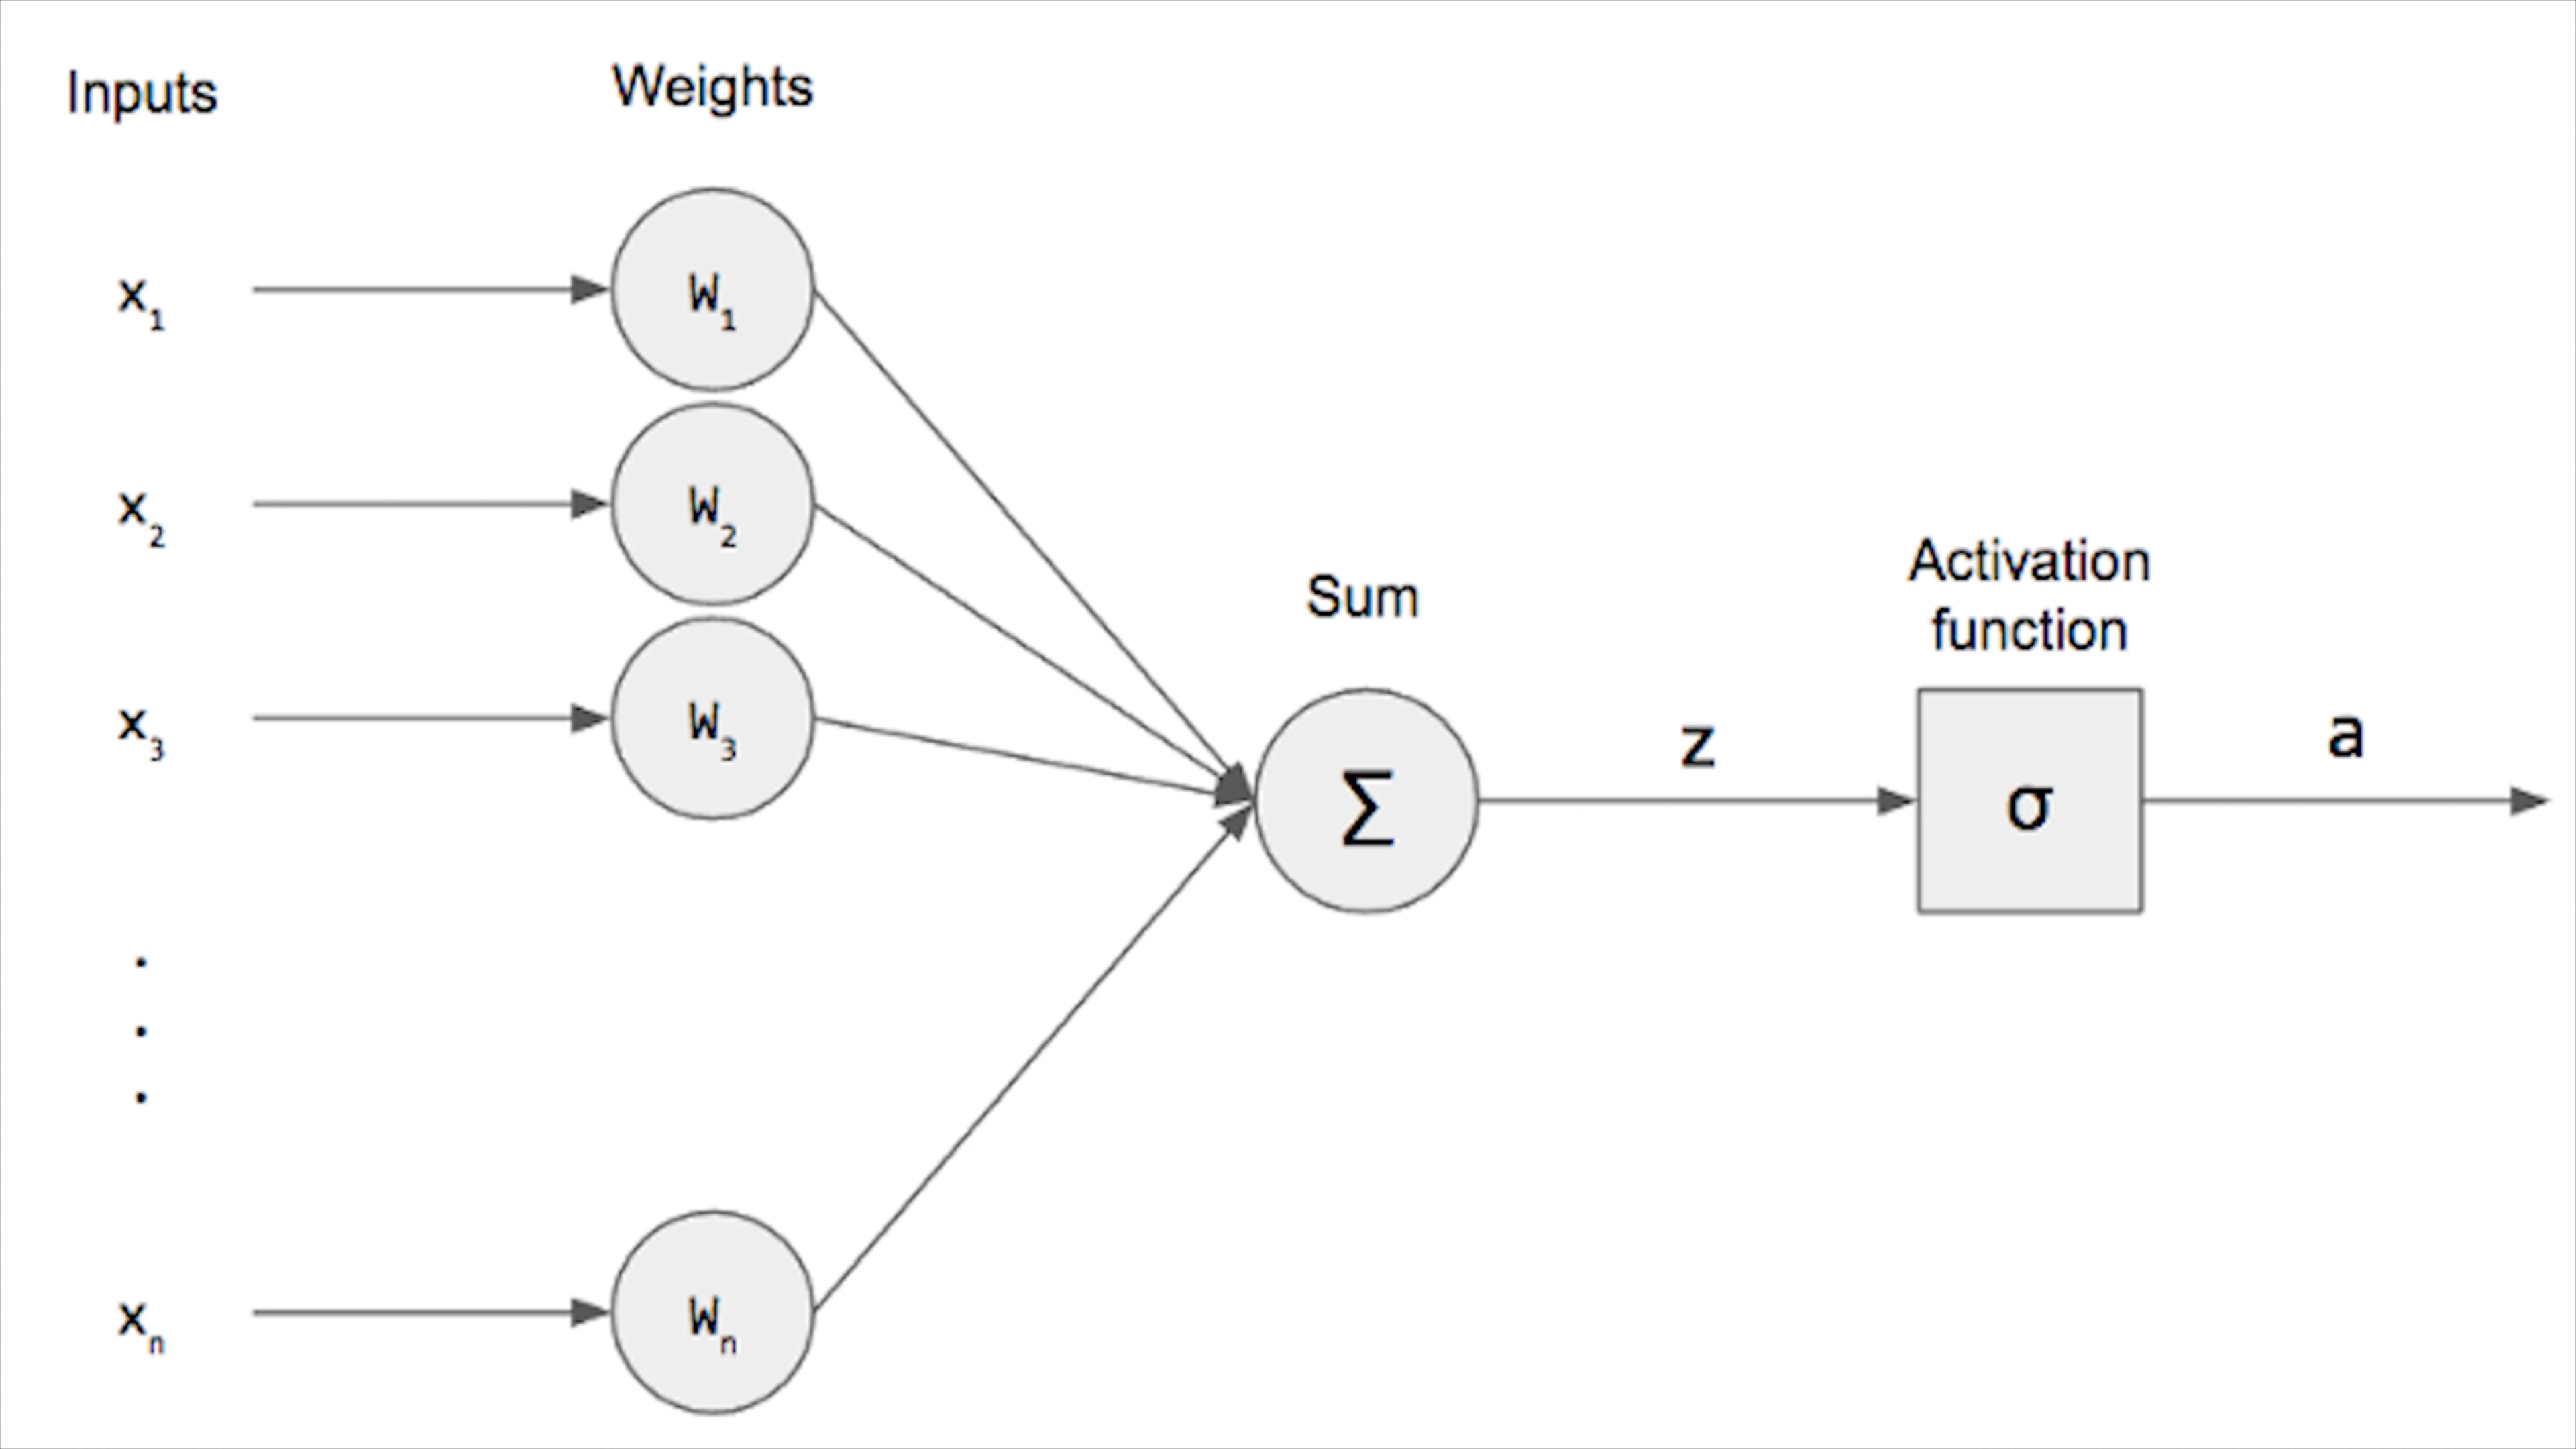 Inputs
Weights
x₁
W₁
x₂
W₂
x₃
W₃
.
.
.
xₙ
Wₙ
Sum
Σ
z
Activation
function
σ
a